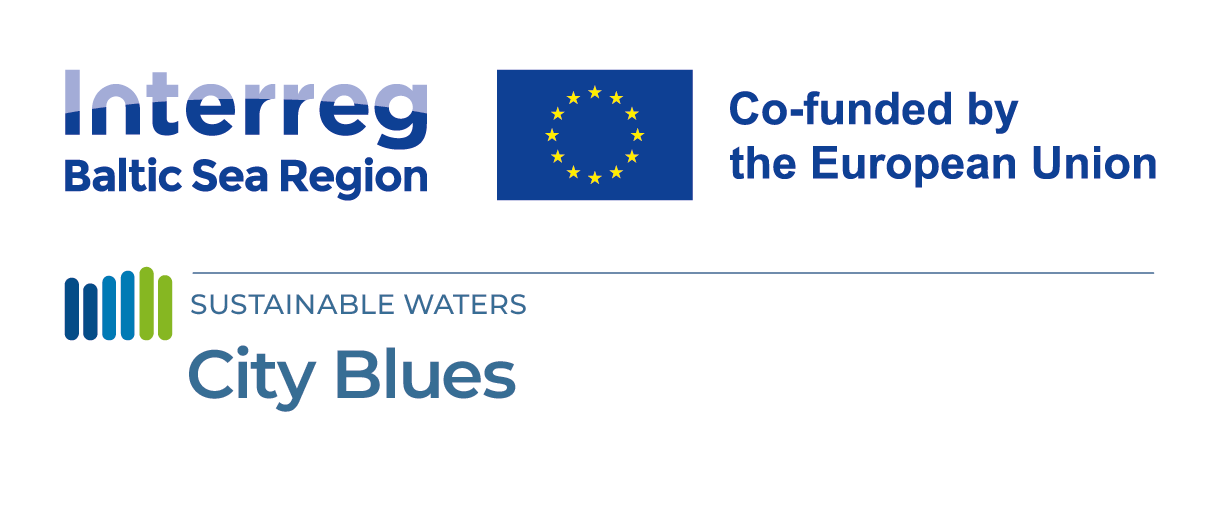 Interreg
Baltic Sea Region
Co-funded by
the European Union
SUSTAINABLE WATERS
City Blues